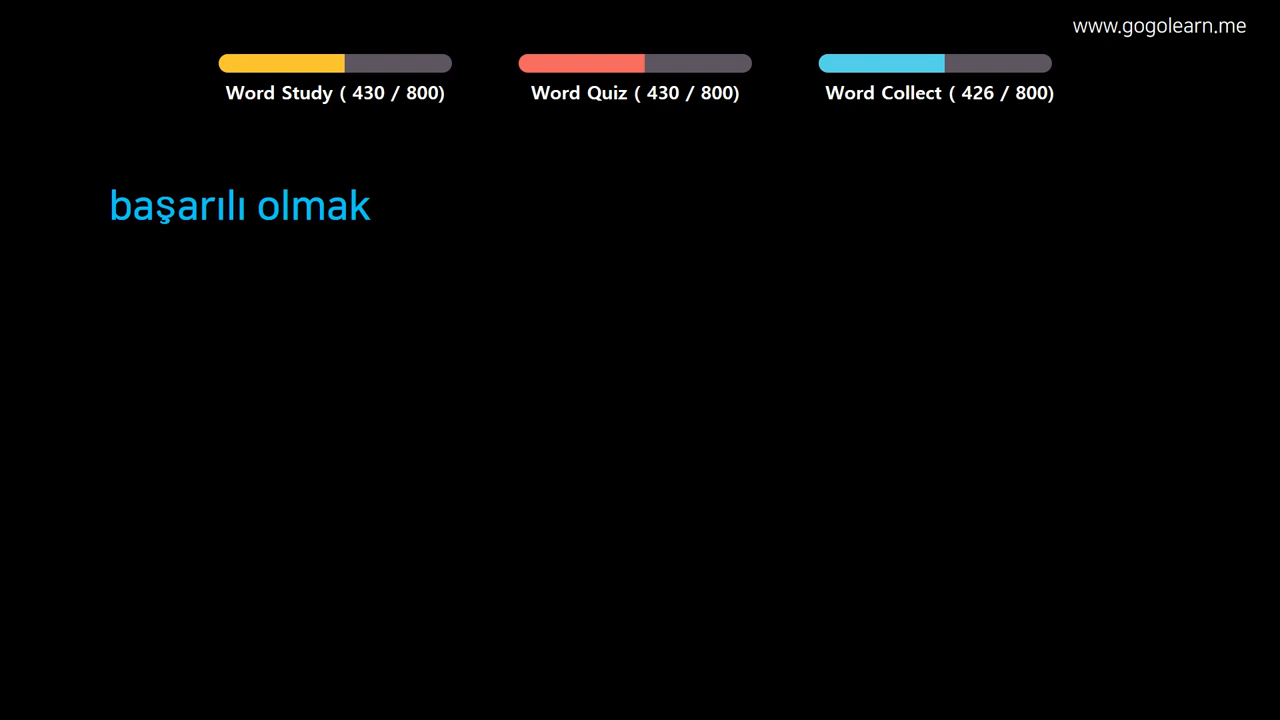 www.gogolearn.me
Word Study ( 430 / 800)
Word Quiz ( 430 / 800)
Word Collect ( 426 / 800)
başarılı olmak